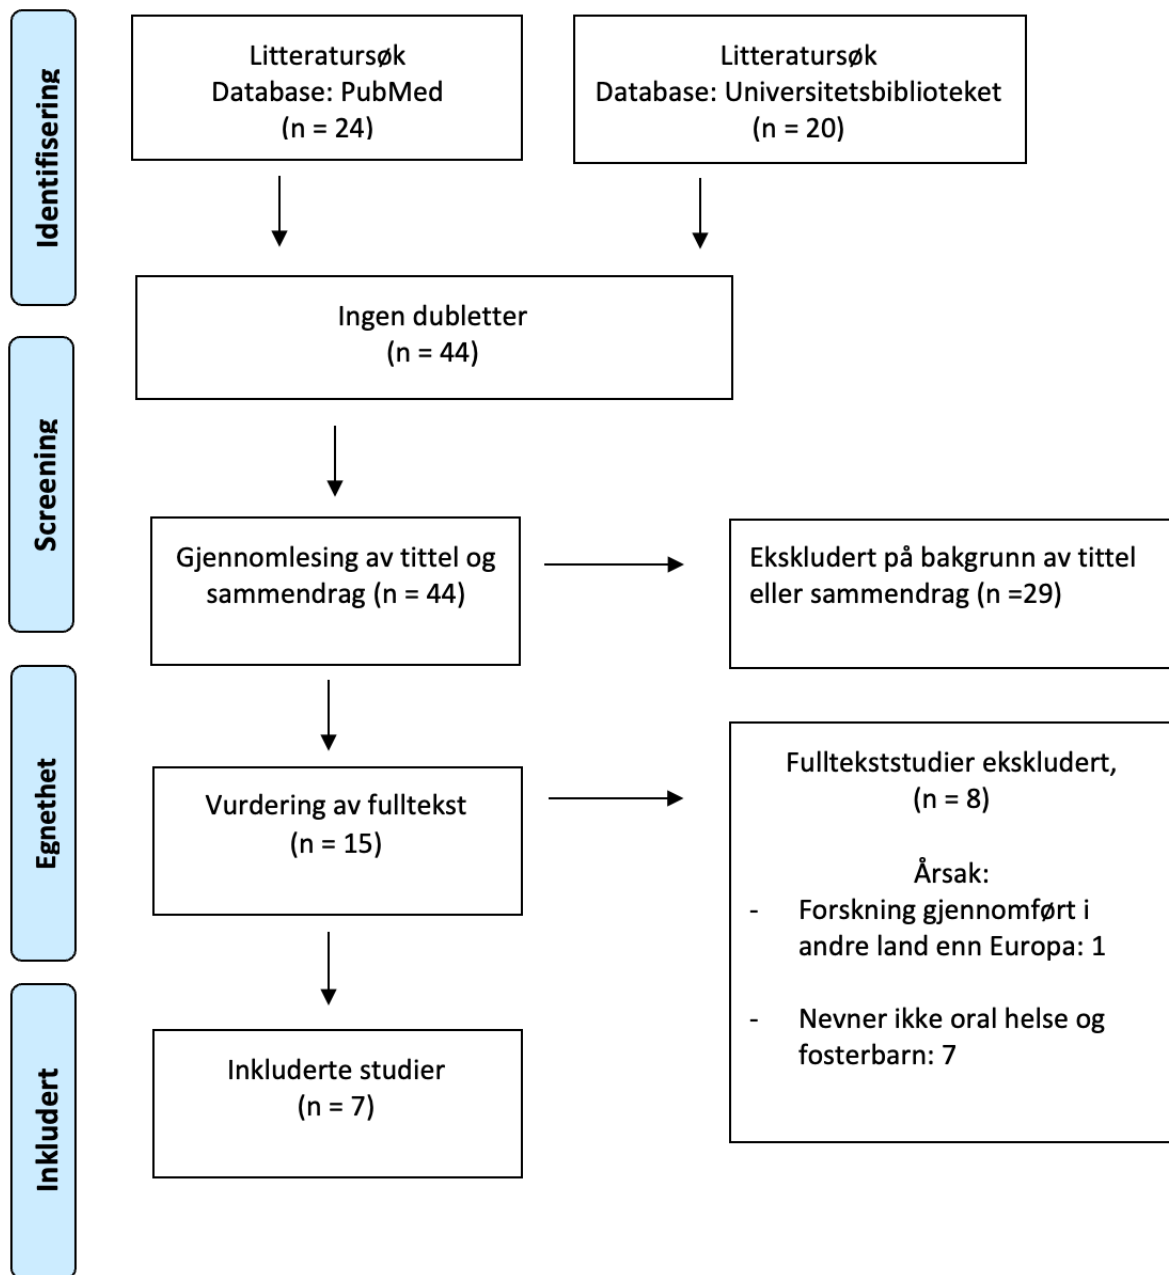 Identifisering
Litteratursøk
Database: PubMed
(n = 24)
Litteratursøk
Database: Universitetsbiblioteket
(n = 20)
Ingen dubletter
(n = 44)
Screening
Gjennomlesing av tittel og
sammendrag (n = 44)
Ekskludert på bakgrunn av tittel
eller sammendrag (n =29)
Egnethet
Vurdering av fulltekst
(n = 15)
Fulltekststudier ekskludert,
(n = 8)
Årsak:
- Forskning gjennomført i
andre land enn Europa: 1
- Nevner ikke oral helse og
fosterbarn: 7
Inkludert
Inkluderte studier
(n = 7)